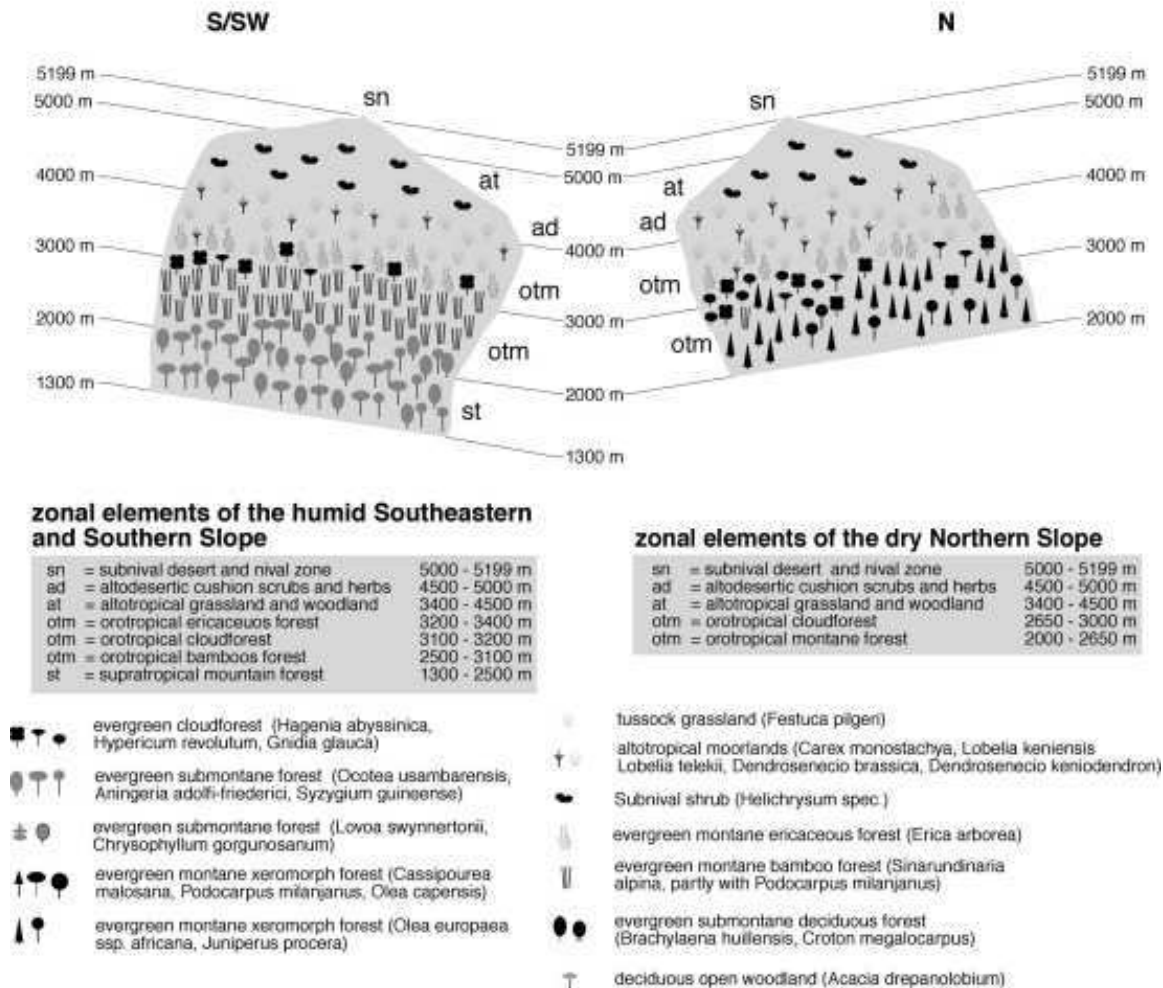 S/SW
N
5199 m
5000 m
4000 m
3000 m
2000 m
1300 m
sn
at
ad
otm
otm
st
5199 m
5000 m
4000 m
3000 m
2000 m
1300 m
sn
at
ad
otm
otm
5199 m
5000 m
4000 m
3000 m
2000 m
zonal elements of the humid Southeastern
and Southern Slope
sn = subnival desert and nival zone 5000 - 5199 m
ad = altodesertic cushion scrubs and herbs 4500 - 5000 m
at = altotropical grassland and woodland 3400 - 4500 m
otm = orotropical ericaceuos forest 3200 - 3400 m
otm = orotropical cloudforest 3100 - 3200 m
otm = orotropical bamboos forest 2500 - 3100 m
st = supratropical mountain forest 1300 - 2500 m
zonal elements of the dry Northern Slope
sn = subnival desert and nival zone 5000 - 5199 m
ad = altodesertic cushion scrubs and herbs 4500 - 5000 m
at = altotropical grassland and woodland 3400 - 4500 m
otm = orotropical cloudforest 2650 - 3000 m
otm = orotropical montane forest 2000 - 2650 m
evergreen cloudforest (Hagenia abyssinica,
Hypericum revolutum, Gnidia glauca)
evergreen submontane forest (Ocotea usambarensis,
Aningeria adolfi-friederici, Syzygium guineense)
evergreen submontane forest (Lovoa swynnertonii,
Chrysophyllum gorgunosanum)
evergreen montane xeromorph forest (Cassipourea
malosana, Podocarpus milanjanus, Olea capensis)
evergreen montane xeromorph forest (Olea europaea
ssp. africana, Juniperus procera)
tussock grassland (Festuca pilgeri)
altotropical moorlands (Carex monostachya, Lobelia keniensis
Lobelia telekii, Dendrosenecio brassica, Dendrosenecio keniodendron)
Subnival shrub (Helichrysum spec.)
evergreen montane ericaceous forest (Erica arborea)
evergreen montane bamboo forest (Sinarundinaria
alpina, partly with Podocarpus milanjanus)
evergreen submontane deciduous forest
(Brachylaena huillensis, Croton megalocarpus)
deciduous open woodland (Acacia drepanolobium)